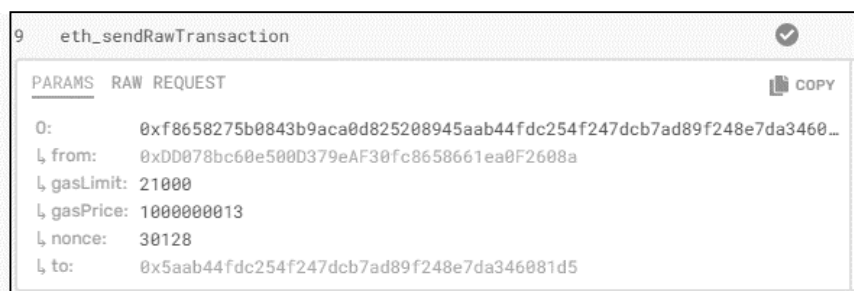 9 eth_sendRawTransaction
PARAMS RAW REQUEST COPY
0: 0xf8658275b0843b9aca0d825208945aab44fdc254f247dcb7ad89f248e7da3460…
↳ from: 0xDD078bc60e500D379eAF30fc8658661ea0F2608a
↳ gasLimit: 21000
↳ gasPrice: 1000000013
↳ nonce: 30128
↳ to: 0x5aab44fdc254f247dcb7ad89f248e7da346081d5